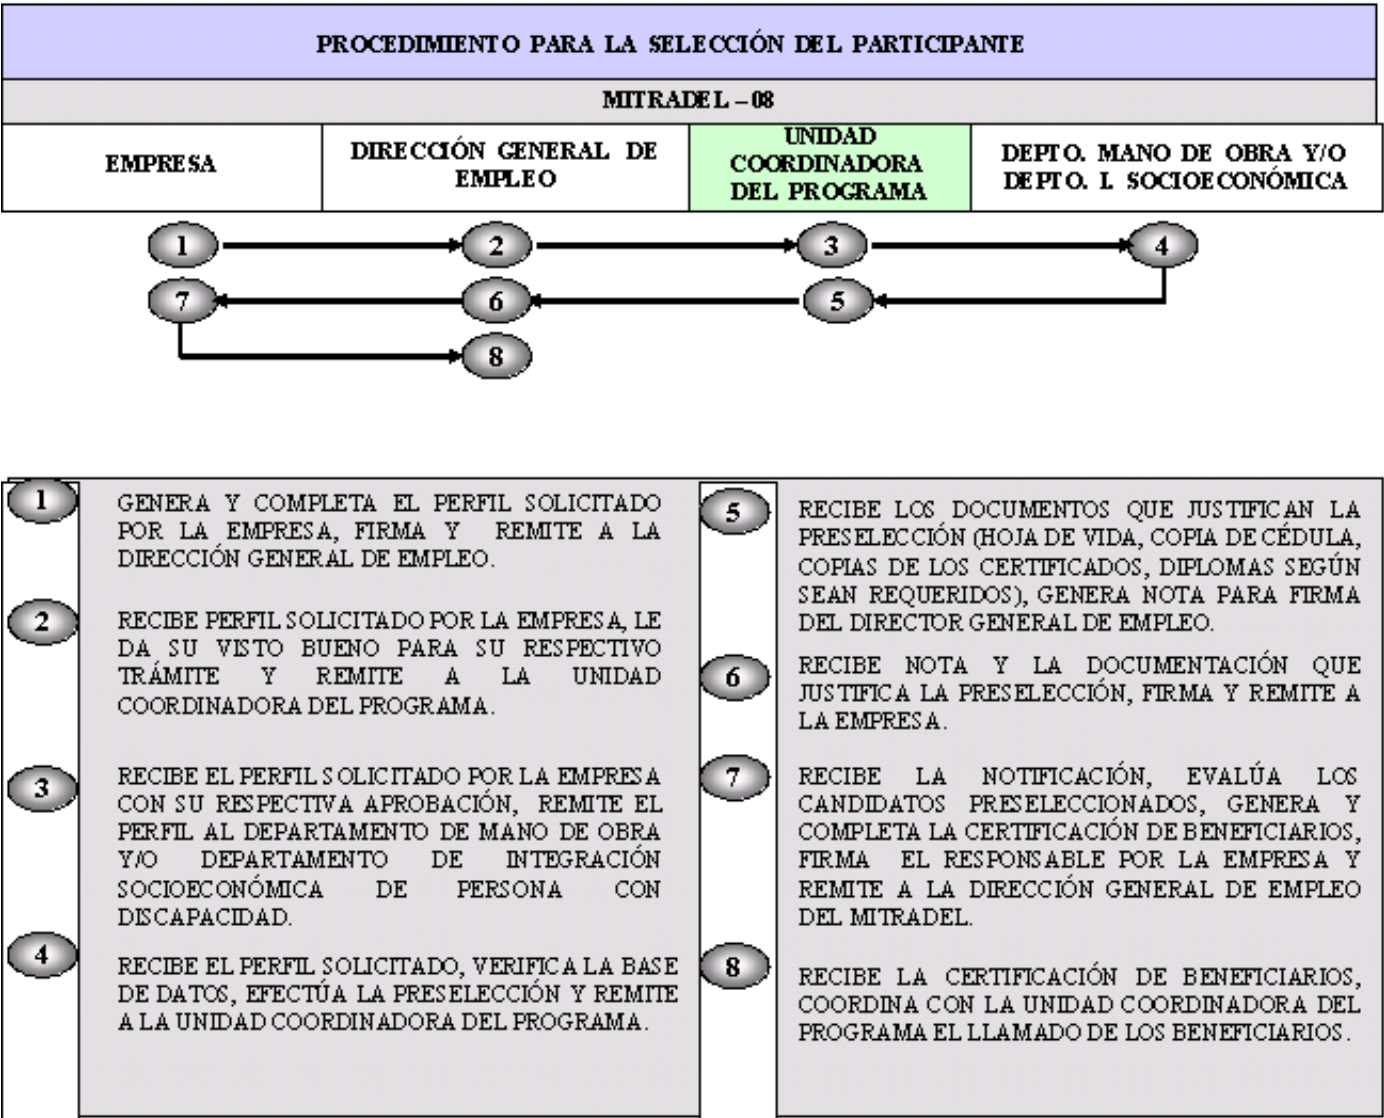 PROCEDIMIENTO PARA LA SELECCIÓN DEL PARTICIPANTE
MITRADEL – 08
EMPRESA
DIRECCIÓN GENERAL DE
EMPLEO
UNIDAD
COORDINADORA
DEL PROGRAMA
DEPTO. MANO DE OBRA Y/O
DEPTO. I. SOCIOECONÓMICA
1
2
3
4
7
6
5
8
1
GENERA Y COMPLETA EL PERFIL SOLICITADO
POR LA EMPRESA, FIRMA Y REMITE A LA
DIRECCIÓN GENERAL DE EMPLEO.
2
RECIBE PERFIL SOLICITADO POR LA EMPRESA, LE
DA SU VISTO BUENO PARA SU RESPECTIVO
TRÁMITE Y REMITE A LA UNIDAD
COORDINADORA DEL PROGRAMA.
3
RECIBE EL PERFIL SOLICITADO POR LA EMPRESA
CON SU RESPECTIVA APROBACIÓN, REMITE EL
PERFIL AL DEPARTAMENTO DE MANO DE OBRA
Y/O DEPARTAMENTO DE INTEGRACIÓN
SOCIOECONÓMICA DE PERSONA CON
DISCAPACIDAD.
4
RECIBE EL PERFIL SOLICITADO, VERIFICA LA BASE
DE DATOS, EFECTÚA LA PRESELECCIÓN Y REMITE
A LA UNIDAD COORDINADORA DEL PROGRAMA.
5
RECIBE LOS DOCUMENTOS QUE JUSTIFICAN LA
PRESELECCIÓN (HOJA DE VIDA, COPIA DE CÉDULA,
COPIAS DE LOS CERTIFICADOS, DIPLOMAS SEGÚN
SEAN REQUERIDOS), GENERA NOTA PARA FIRMA
DEL DIRECTOR GENERAL DE EMPLEO.
6
RECIBE NOTA Y LA DOCUMENTACIÓN QUE
JUSTIFICA LA PRESELECCIÓN, FIRMA Y REMITE A
LA EMPRESA.
7
RECIBE LA NOTIFICACIÓN, EVALÚA LOS
CANDIDATOS PRESELECCIONADOS, GENERA Y
COMPLETA LA CERTIFICACIÓN DE BENEFICIARIOS,
FIRMA EL RESPONSABLE POR LA EMPRESA Y
REMITE A LA DIRECCIÓN GENERAL DE EMPLEO
DEL MITRADEL.
8
RECIBE LA CERTIFICACIÓN DE BENEFICIARIOS,
COORDINA CON LA UNIDAD COORDINADORA DEL
PROGRAMA EL LLAMADO DE LOS BENEFICIARIOS.